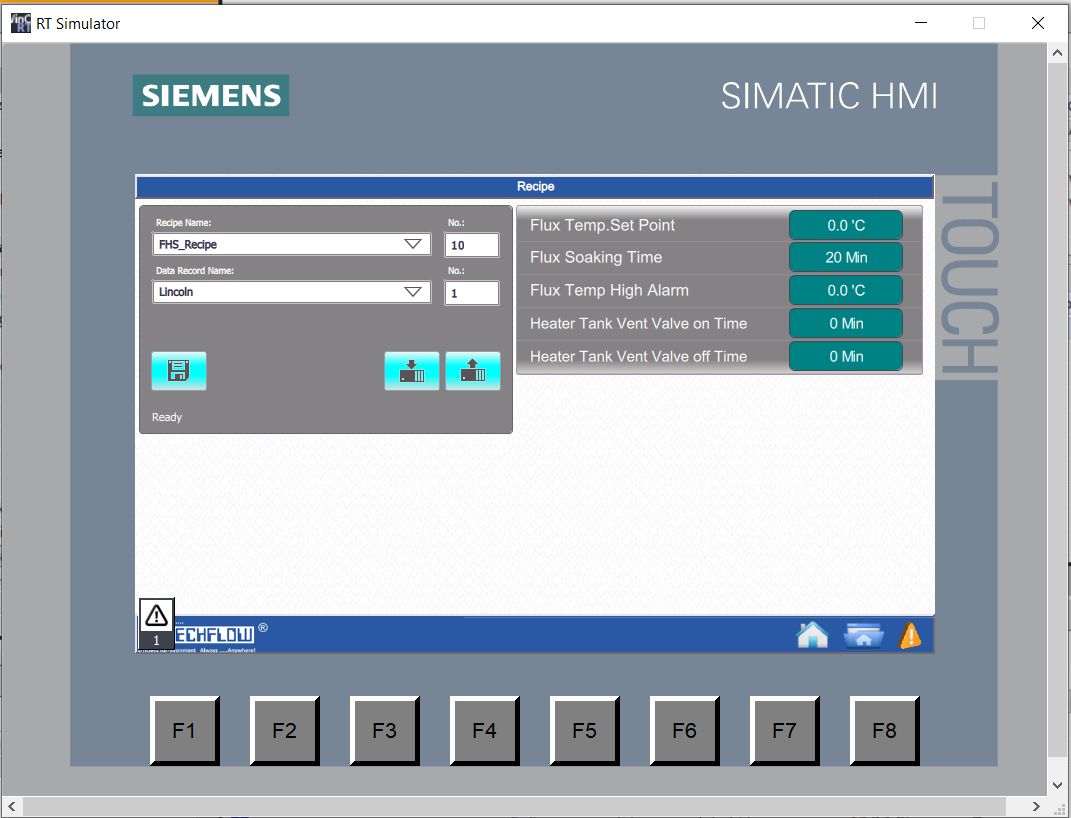 RT Simulator
SIEMENS
SIMATIC HMI
TOUCH
Recipe
Recipe Name:
No.:
FHS_Recipe
10
Data Record Name:
No.:
Lincoln
1
Ready
Flux Temp.Set Point
0.0 'C
Flux Soaking Time
20 Min
Flux Temp High Alarm
0.0 'C
Heater Tank Vent Valve on Time
0 Min
Heater Tank Vent Valve off Time
0 Min
1
ECHFLOW ®
Always ....Anywhere!
F1
F2
F3
F4
F5
F6
F7
F8